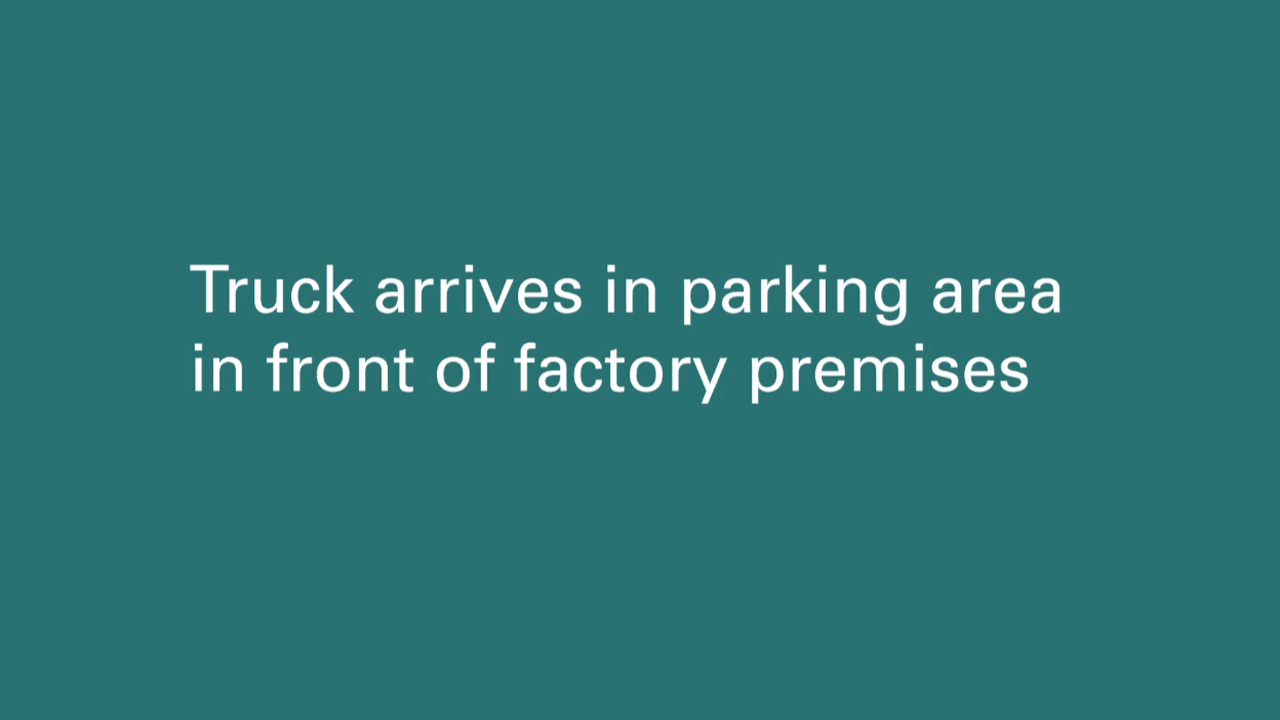 Truck arrives in parking area
in front of factory premises